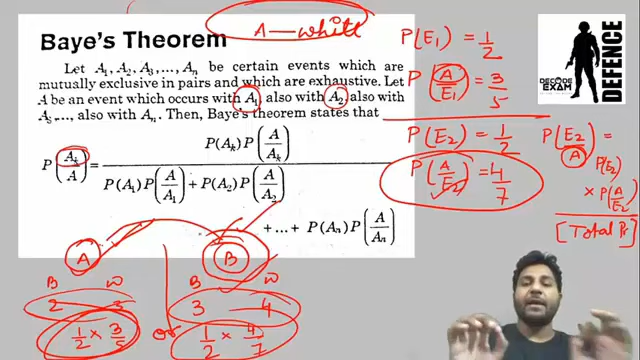 A — white
Baye's Theorem
Let A₁, A₂, A₃, ..., Aₙ be certain events which are
mutually exclusive in pairs and which are exhaustive. Let
A be an event which occurs with A₁, also with A₂, also with
A₃,..., also with Aₙ. Then, Baye's theorem states that
P(Aₖ/A) = P(Aₖ) P(A/Aₖ)
P(A₁) P(A/A₁) + P(A₂) P(A/A₂)
+ ... + P(Aₙ) P(A/Aₙ)
P(E₁) = 1/2
P(A/E₁) = 3/5
P(E₂) = 1/2
P(A/E₂) = 4/7
P(E₂/A) =
P(E₂)
× P(A/E₂)
[Total Pr]
DECODE
EXAM
DEFENCE
A B
B W B W
2 3 3 4
1/2 × 3/5 or 1/2 × 4/7